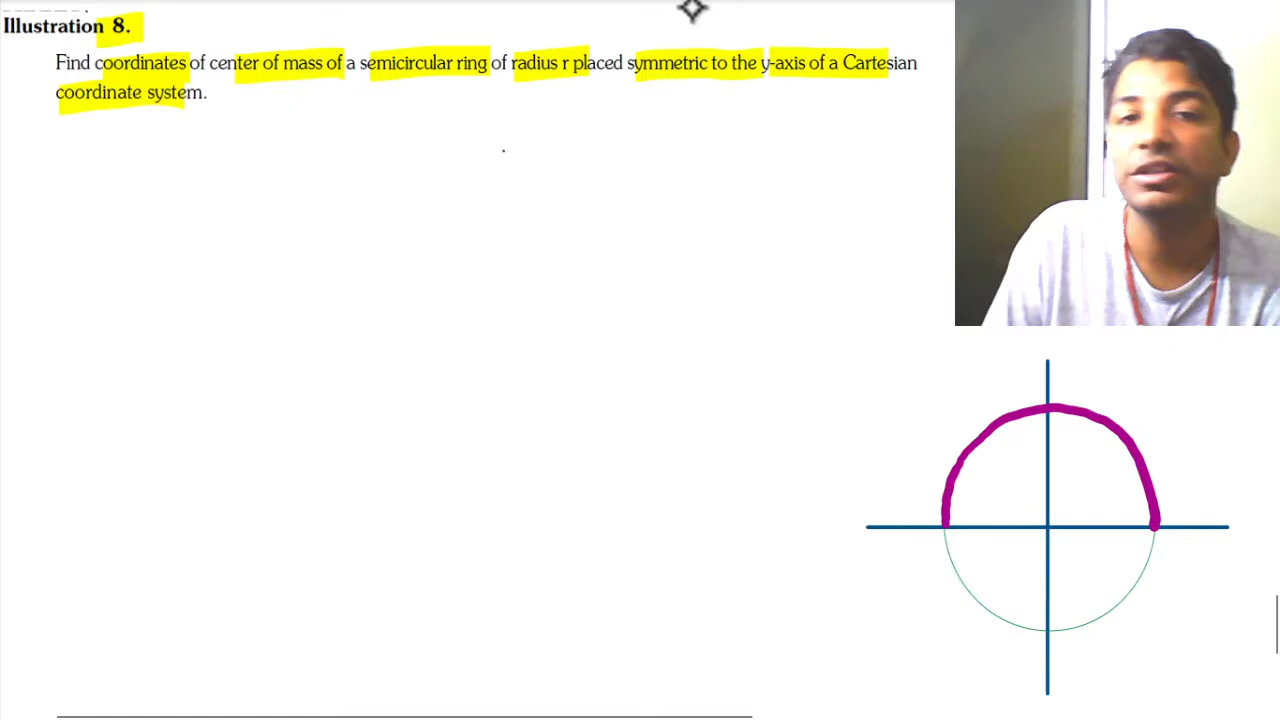 Illustration 8.
Find coordinates of center of mass of a semicircular ring of radius r placed symmetric to the y-axis of a Cartesian
coordinate system.